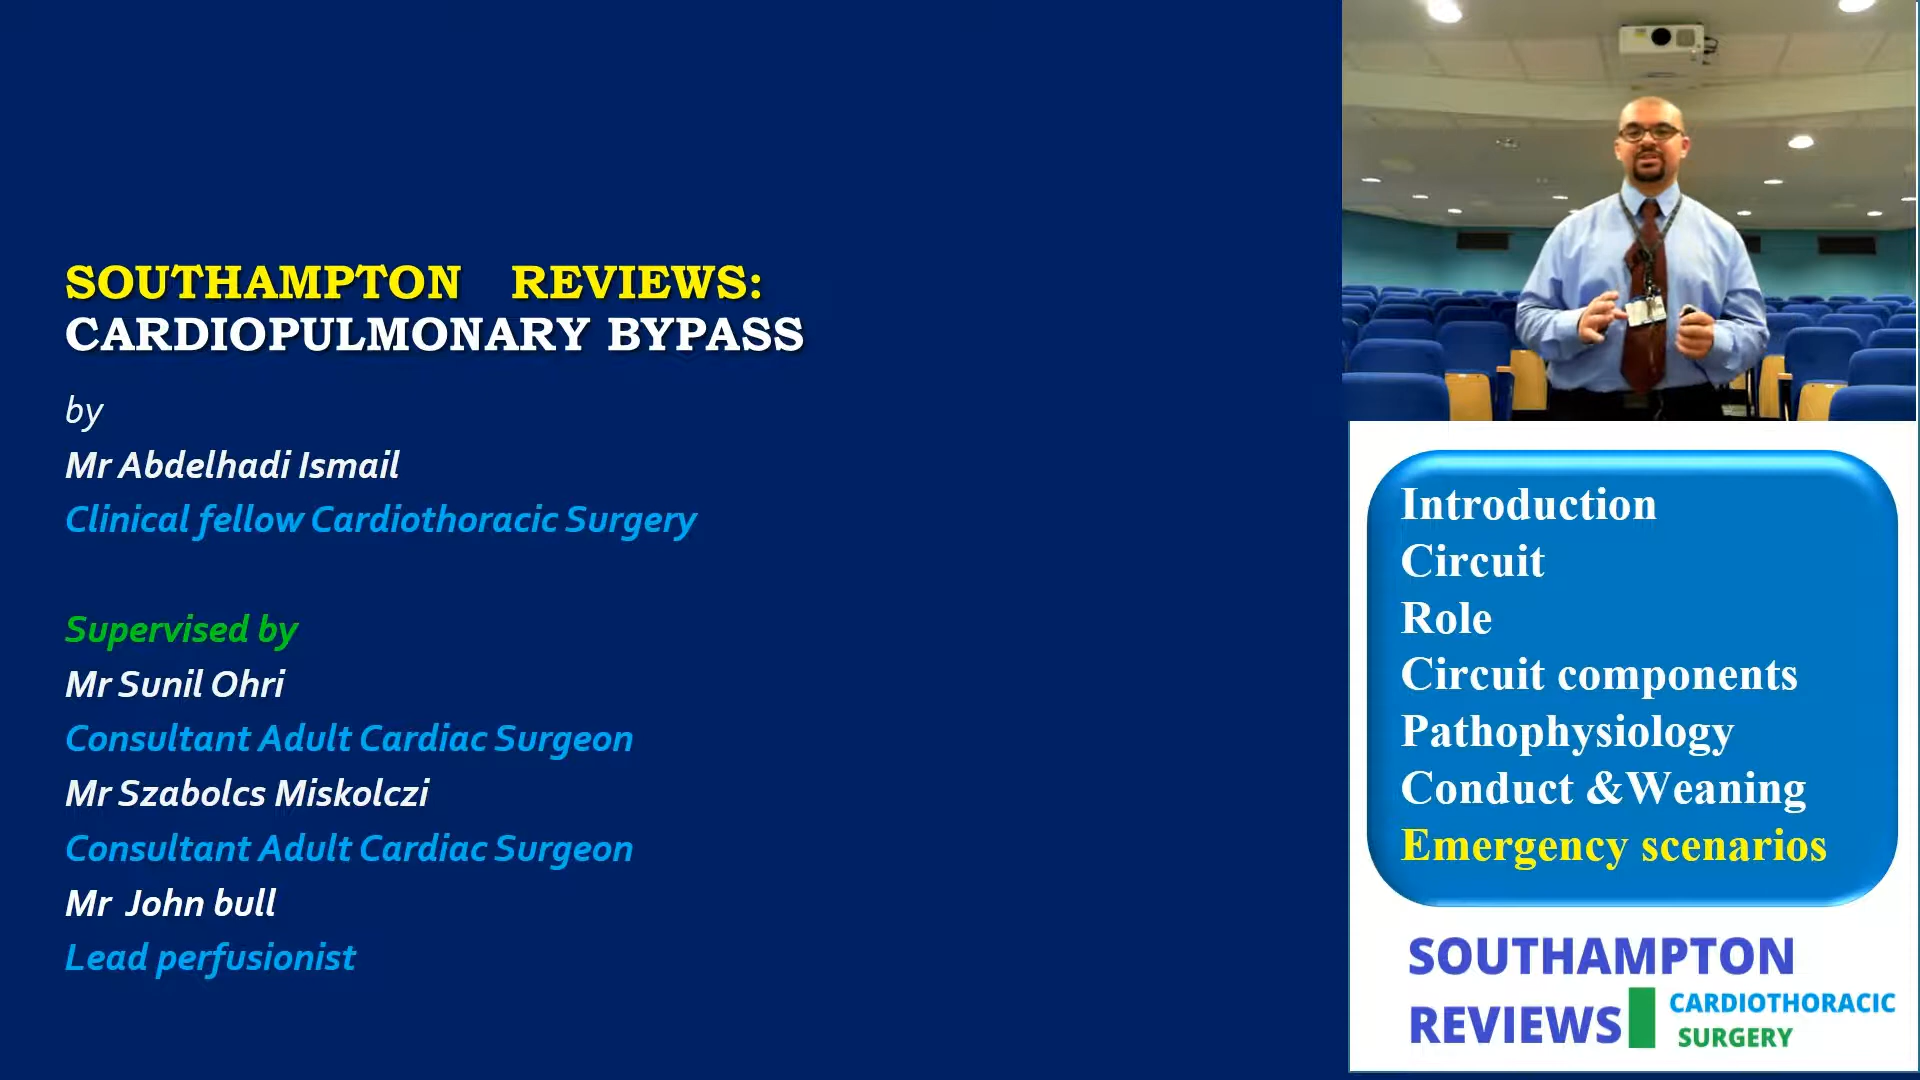 SOUTHAMPTON REVIEWS:
CARDIOPULMONARY BYPASS
by
Mr Abdelhadi Ismail
Clinical fellow Cardiothoracic Surgery
Supervised by
Mr Sunil Ohri
Consultant Adult Cardiac Surgeon
Mr Szabolcs Miskolczi
Consultant Adult Cardiac Surgeon
Mr John bull
Lead perfusionist
Introduction
Circuit
Role
Circuit components
Pathophysiology
Conduct &Weaning
Emergency scenarios
SOUTHAMPTON
REVIEWS
CARDIOTHORACIC
SURGERY